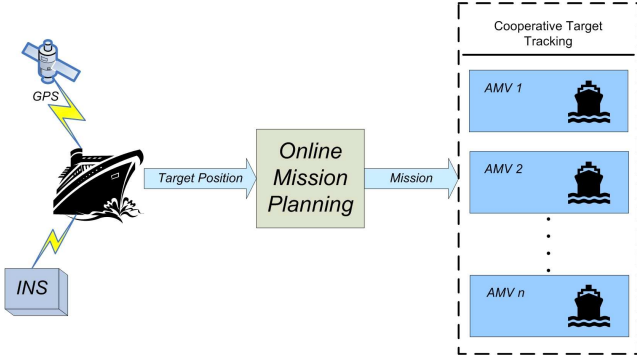 GPS
INS
Target Position
Online
Mission
Planning
Mission
Cooperative Target
Tracking
AMV 1
AMV 2
AMV n